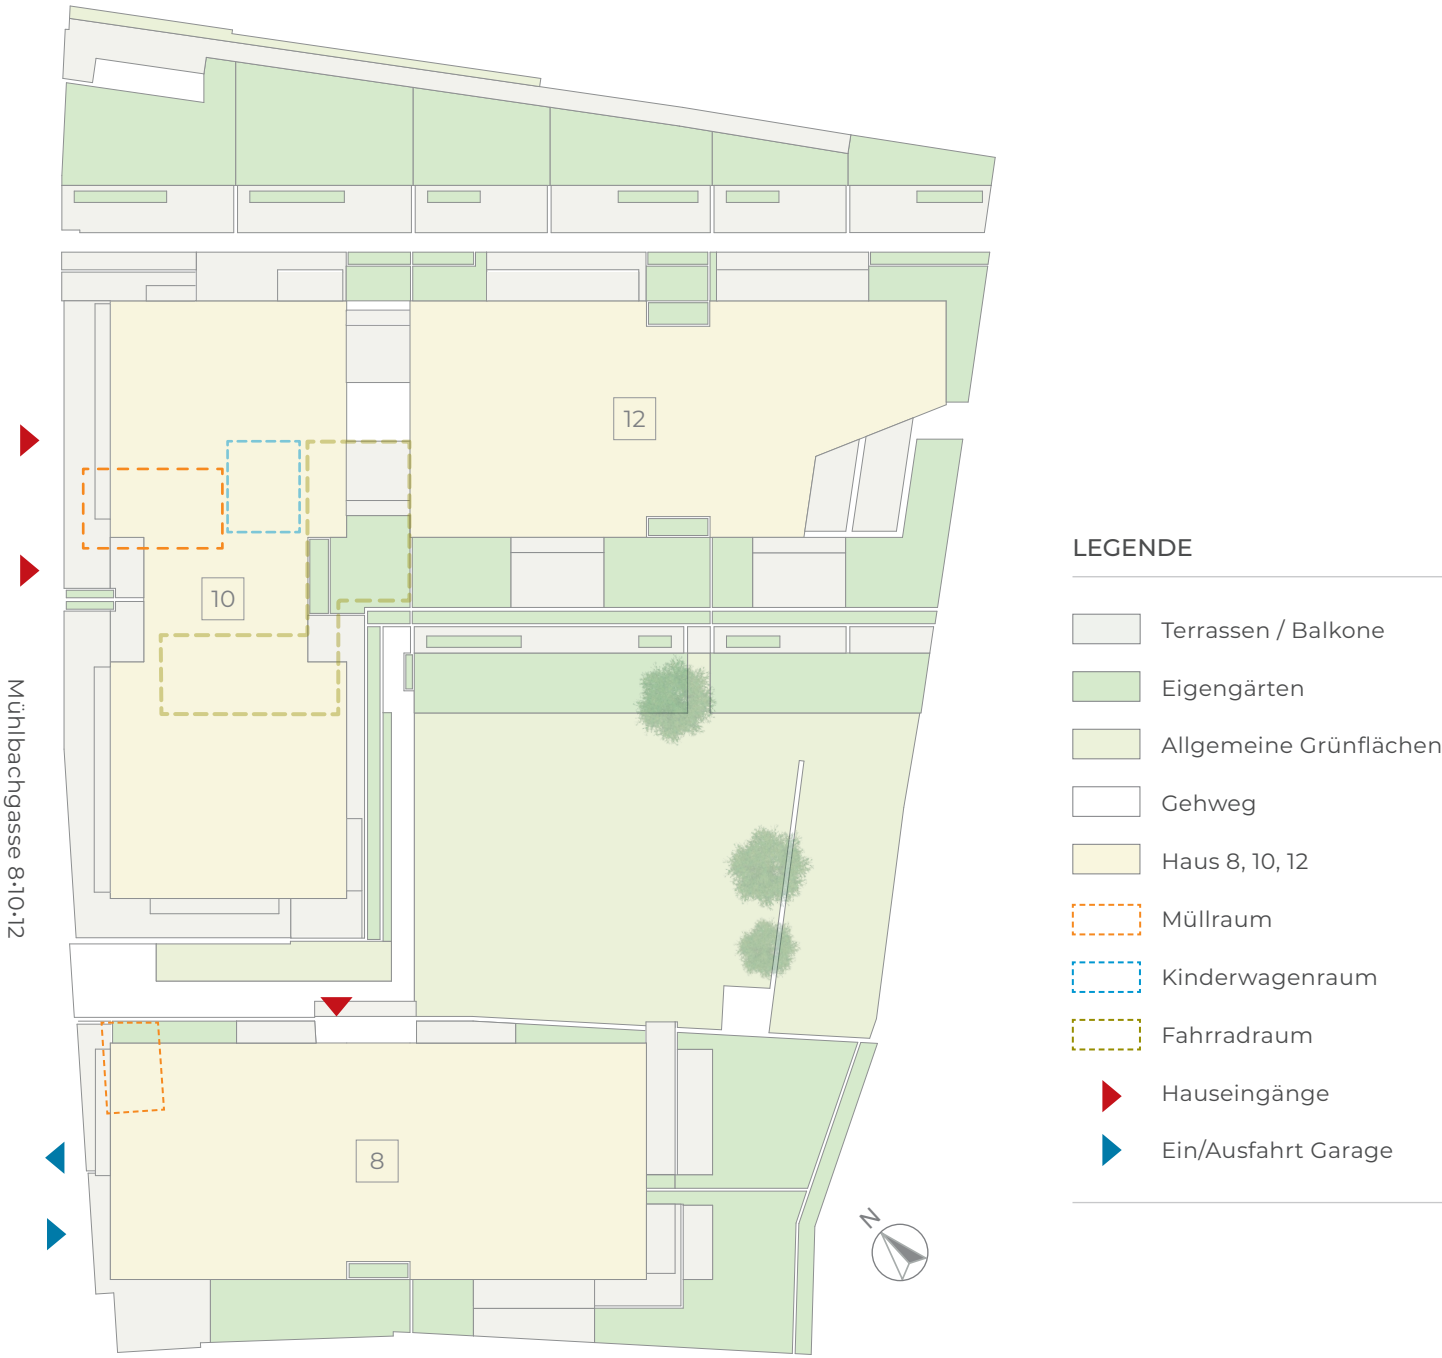 12
10
Mühlbachgasse 8•10•12
8
N
LEGENDE
Terrassen / Balkone
Eigengärten
Allgemeine Grünflächen
Gehweg
Haus 8, 10, 12
Müllraum
Kinderwagenraum
Fahrradraum
Hauseingänge
Ein/Ausfahrt Garage